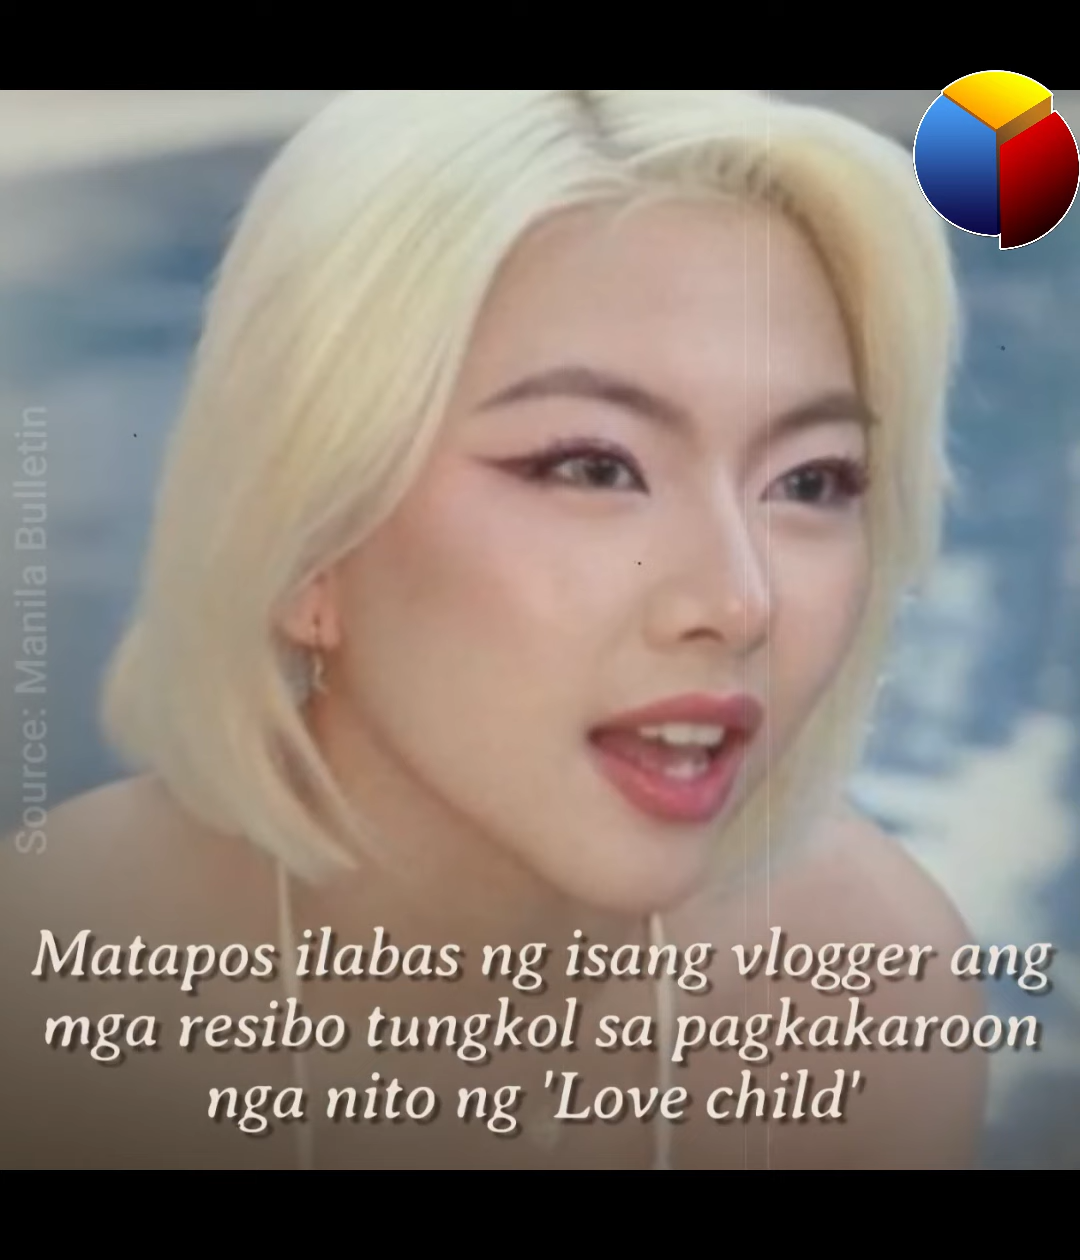 Source: Manila Bulletin
Matapos ilabas ng isang vlogger ang
mga resibo tungkol sa pagkakaroon
nga nito ng 'Love child'